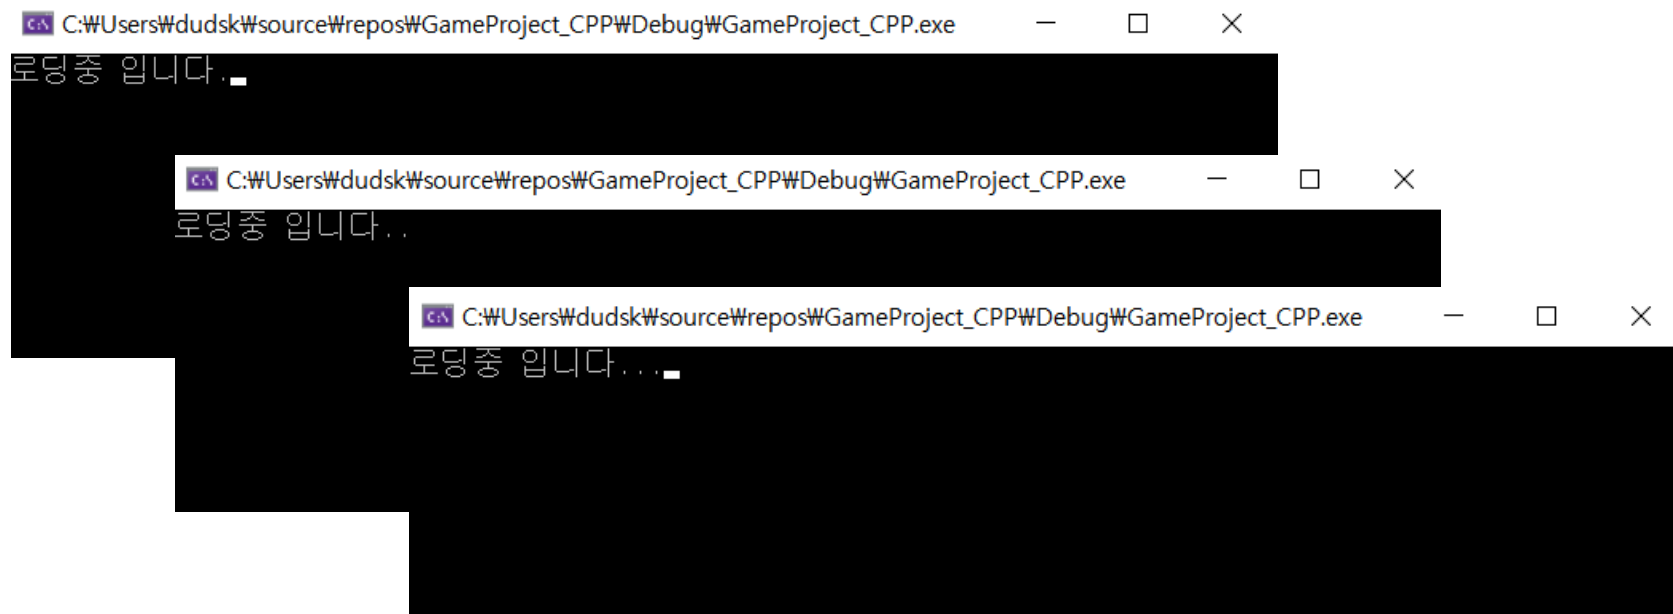 C:₩Users₩dudsk₩source₩repos₩GameProject_CPP₩Debug₩GameProject_CPP.exe
로딩중 입니다.
C:₩Users₩dudsk₩source₩repos₩GameProject_CPP₩Debug₩GameProject_CPP.exe
로딩중 입니다..
C:₩Users₩dudsk₩source₩repos₩GameProject_CPP₩Debug₩GameProject_CPP.exe
로딩중 입니다...